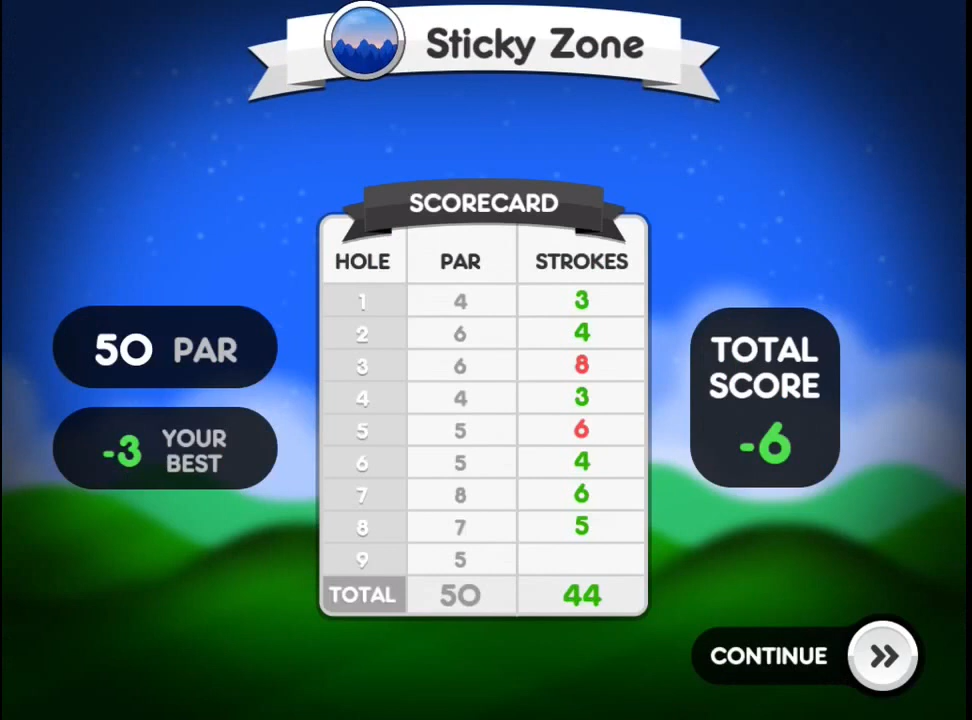 Sticky Zone
SCORECARD
HOLE PAR STROKES
1 4 3
2 6 4
3 6 8
4 4 3
5 5 6
6 5 4
7 8 6
8 7 5
9 5
TOTAL 50 44
50 PAR
-3 YOUR
BEST
TOTAL
SCORE
-6
CONTINUE